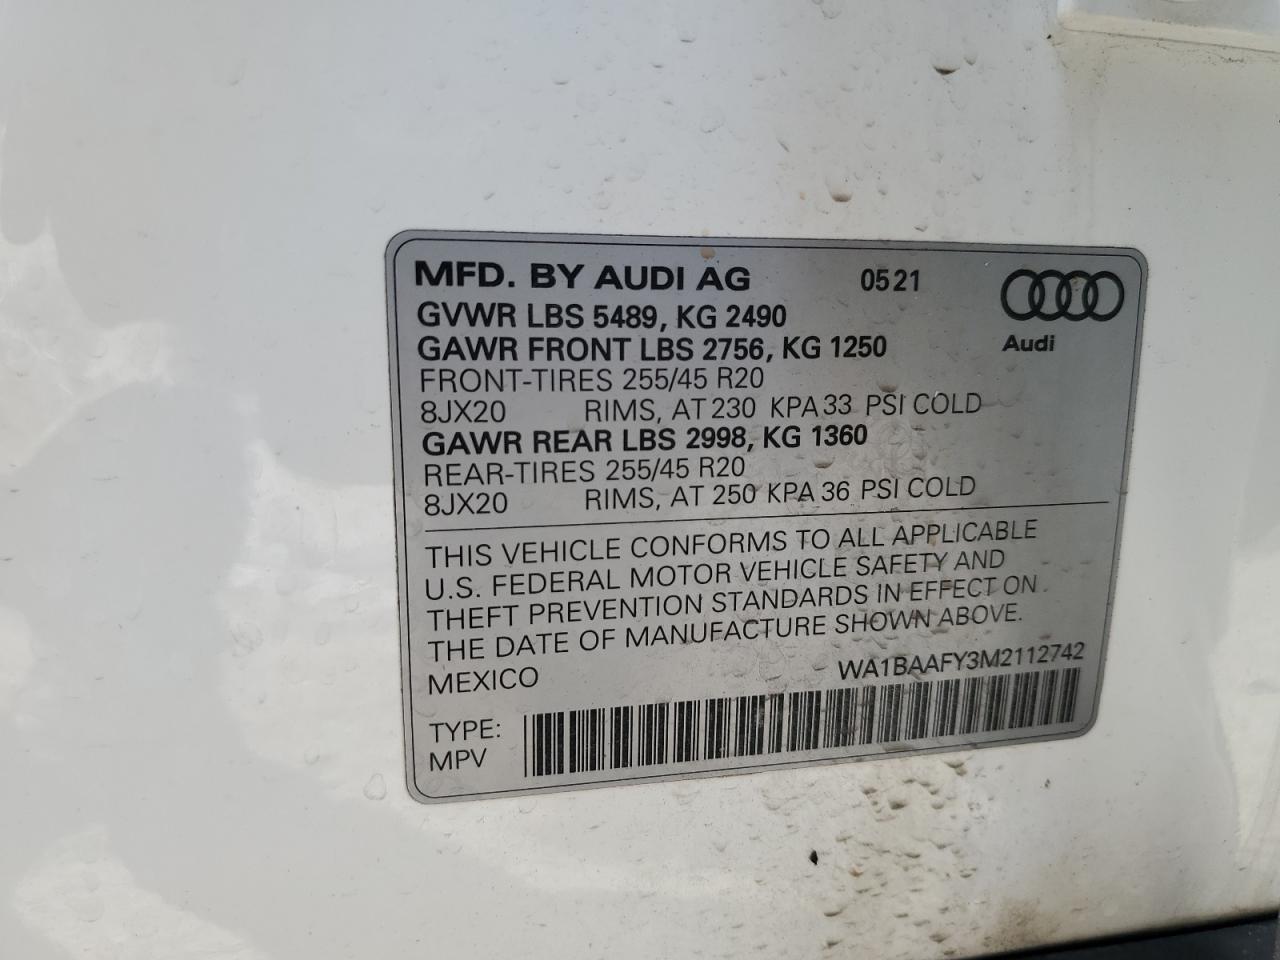 MFD. BY AUDI AG 05 21
GVWR LBS 5489, KG 2490
GAWR FRONT LBS 2756, KG 1250
Audi
FRONT-TIRES 255/45 R20
8JX20 RIMS, AT 230 KPA 33 PSI COLD
GAWR REAR LBS 2998, KG 1360
REAR-TIRES 255/45 R20
8JX20 RIMS, AT 250 KPA 36 PSI COLD
THIS VEHICLE CONFORMS TO ALL APPLICABLE
U.S. FEDERAL MOTOR VEHICLE SAFETY AND
THEFT PREVENTION STANDARDS IN EFFECT ON
THE DATE OF MANUFACTURE SHOWN ABOVE.
MEXICO WA1BAAFY3M2112742
TYPE:
MPV